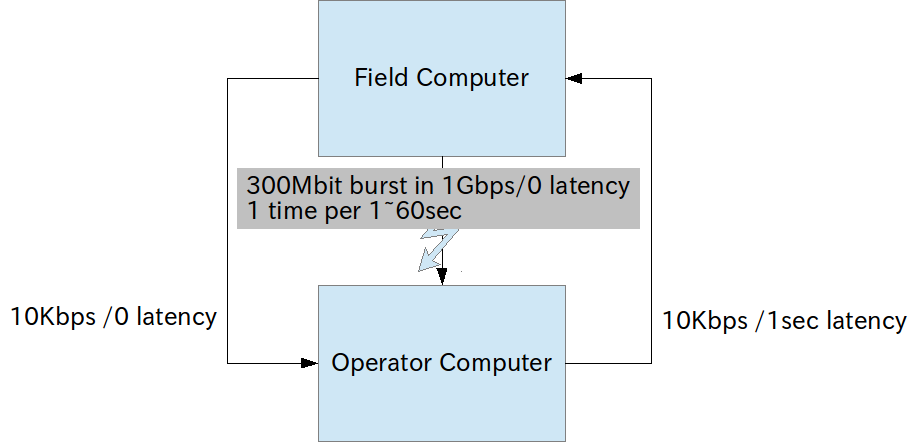 Field Computer
300Mbit burst in 1Gbps/0 latency
1 time per 1~60sec
10Kbps /0 latency
10Kbps /1sec latency
Operator Computer